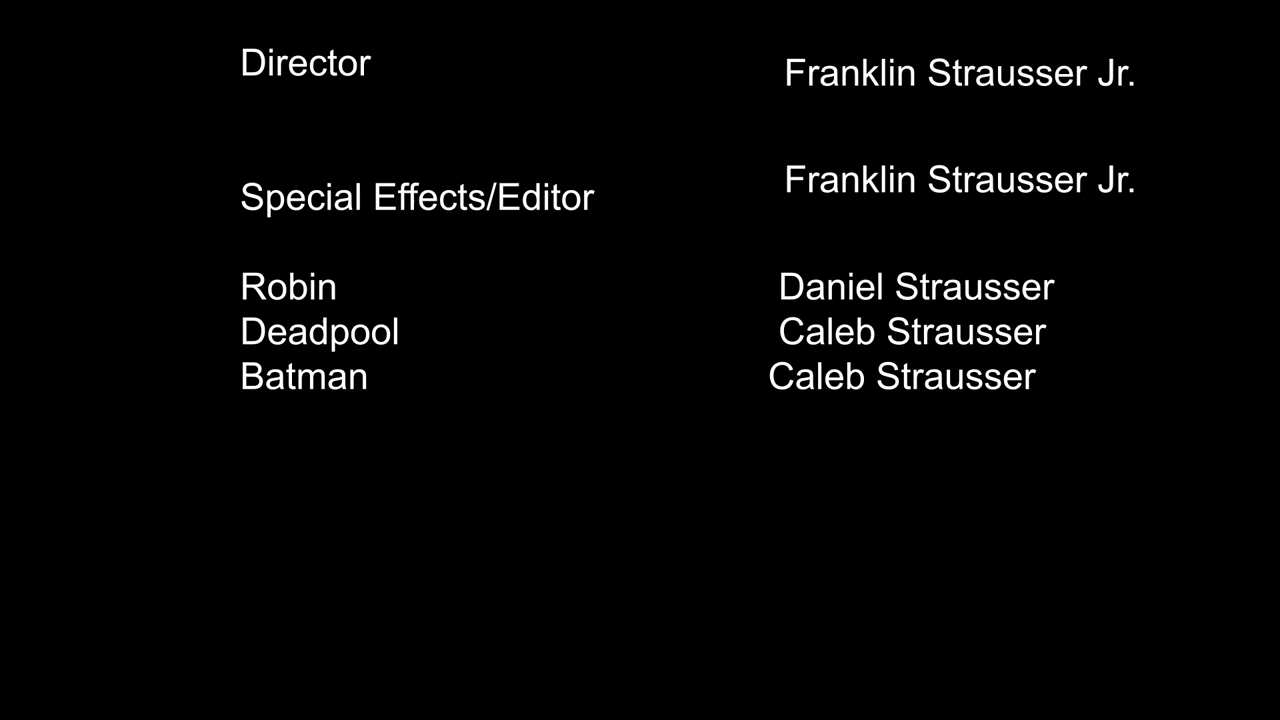 Director Franklin Strausser Jr.
Special Effects/Editor Franklin Strausser Jr.
Robin Daniel Strausser
Deadpool Caleb Strausser
Batman Caleb Strausser